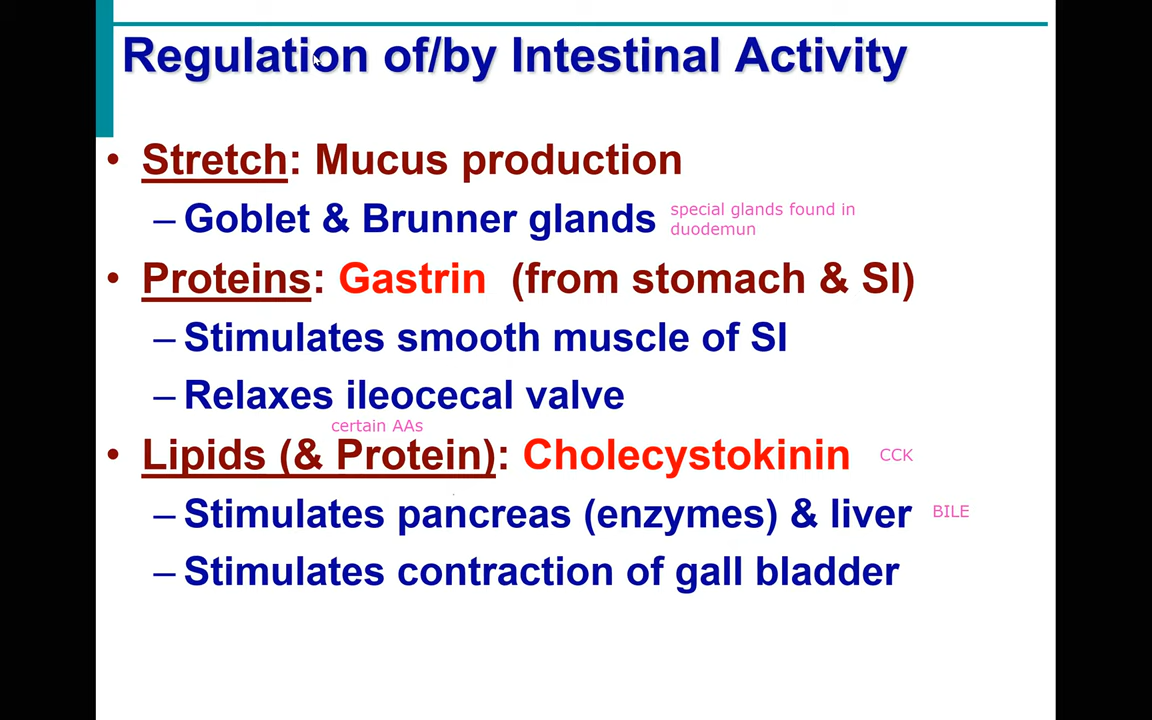 Regulation of/by Intestinal Activity
• Stretch: Mucus production
– Goblet & Brunner glands special glands found in
duodemun
• Proteins: Gastrin (from stomach & SI)
– Stimulates smooth muscle of SI
– Relaxes ileocecal valve
certain AAs
• Lipids (& Protein): Cholecystokinin CCK
– Stimulates pancreas (enzymes) & liver BILE
– Stimulates contraction of gall bladder